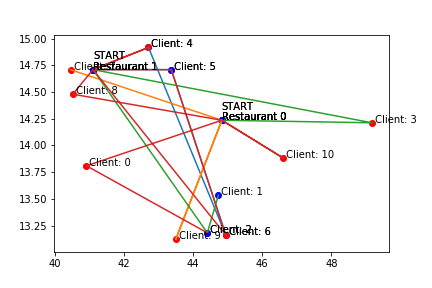 15.00
14.75
14.50
14.25
14.00
13.75
13.50
13.25
40
42
44
46
48
Client: 4
START
Restaurant 1
Client: 5
Client: 8
START
Restaurant 0
Client: 3
Client: 10
Client: 0
Client: 1
Client: 6
Client: 9